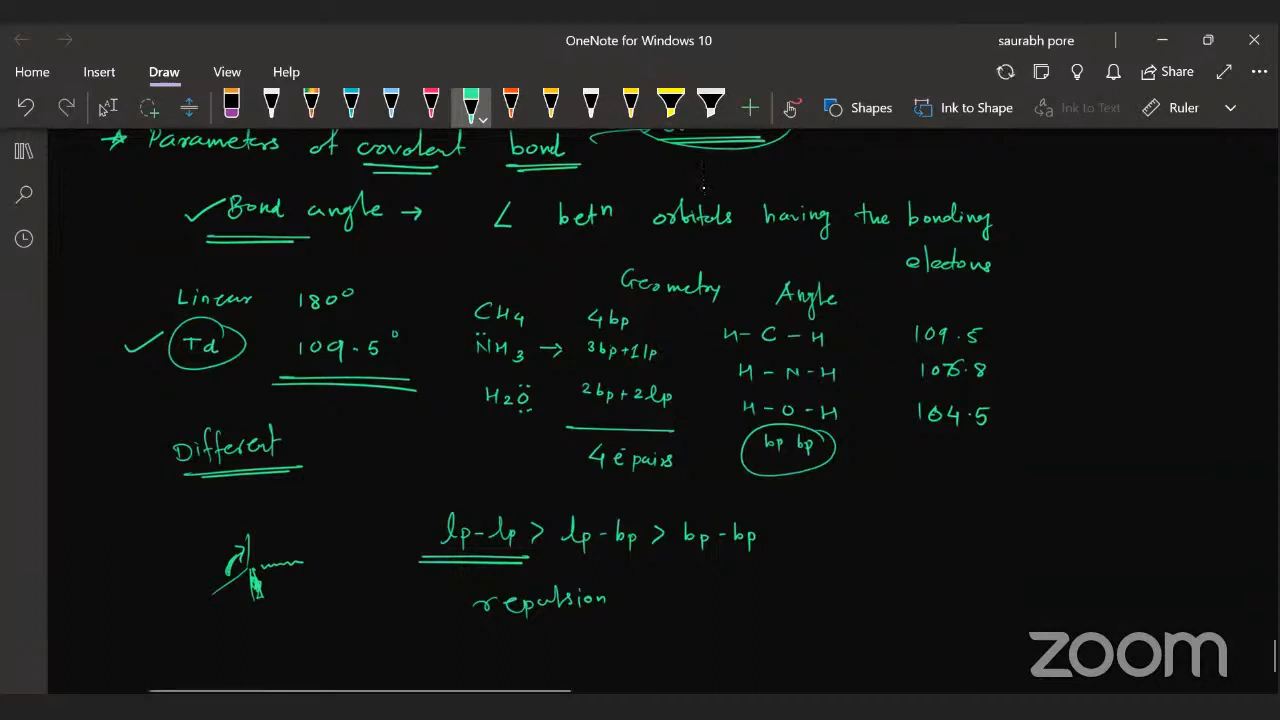 OneNote for Windows 10
saurabh pore
Home Insert Draw View Help
Share
Shapes Ink to Shape Ink to Text Ruler
* Parameters of covalent bond
✓ Bond angle → ∠ betⁿ orbitals having the bonding
electrons
Geometry Angle
Linear 180°
CH4 4bp H - C - H 109.5
✓ Td 109.5°
NH3 → 3bp+1lp H - N - H 106.8
H2O 2bp+2lp H - O - H 104.5
Different
4 e pairs
bp bp
lp-lp > lp-bp > bp-bp
repulsion
zoom